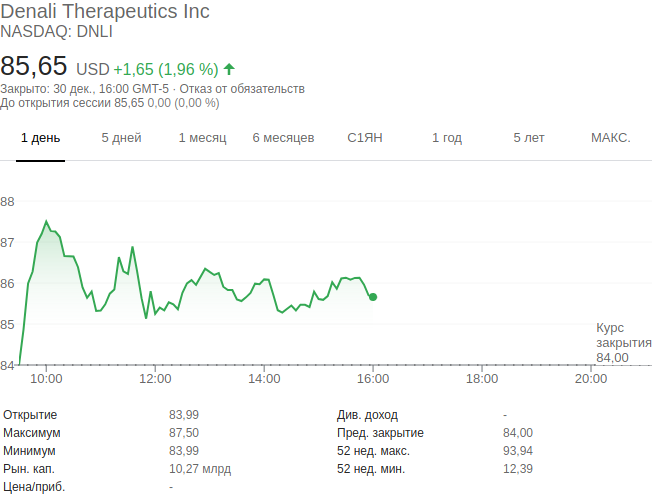 Denali Therapeutics Inc
NASDAQ: DNLI
85,65 USD +1,65 (1,96 %)
Закрыто: 30 дек., 16:00 GMT-5 · Отказ от обязательств
До открытия сессии 85,65 0,00 (0,00 %)
1 день 5 дней 1 месяц 6 месяцев С1ЯН 1 год 5 лет МАКС.
88
87
86
85
84
Курс
закрытия
84,00
10:00 12:00 14:00 16:00 18:00 20:00
Открытие 83,99 Див. доход -
Максимум 87,50 Пред. закрытие 84,00
Минимум 83,99 52 нед. макс. 93,94
Рын. кап. 10,27 млрд 52 нед. мин. 12,39
Цена/приб. -